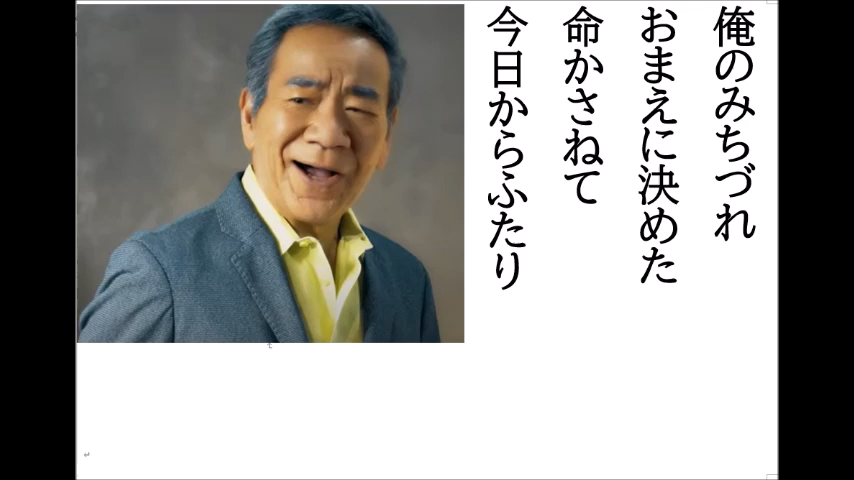 俺のみちづれ
おまえに決めた
命かさねて
今日からふたり